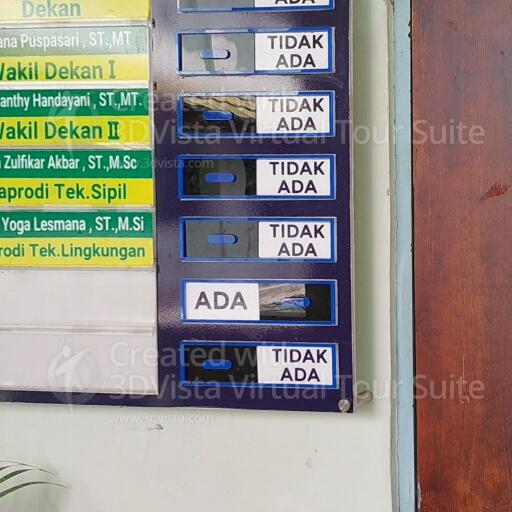 Dekan
ADA
ana Puspasari , ST.,MT
Wakil Dekan I
TIDAK
ADA
anthy Handayani , ST.,MT.
Wakil Dekan II
TIDAK
ADA
Zulfikar Akbar , ST.,M.Sc
aprodi Tek.Sipil
TIDAK
ADA
Yoga Lesmana , ST.,M.Si
rodi Tek.Lingkungan
TIDAK
ADA
ADA
TIDAK
ADA
Created with
3DVista Virtual Tour Suite
www.3dvista.com
Created with
3DVista Virtual Tour Suite
www.3dvista.com